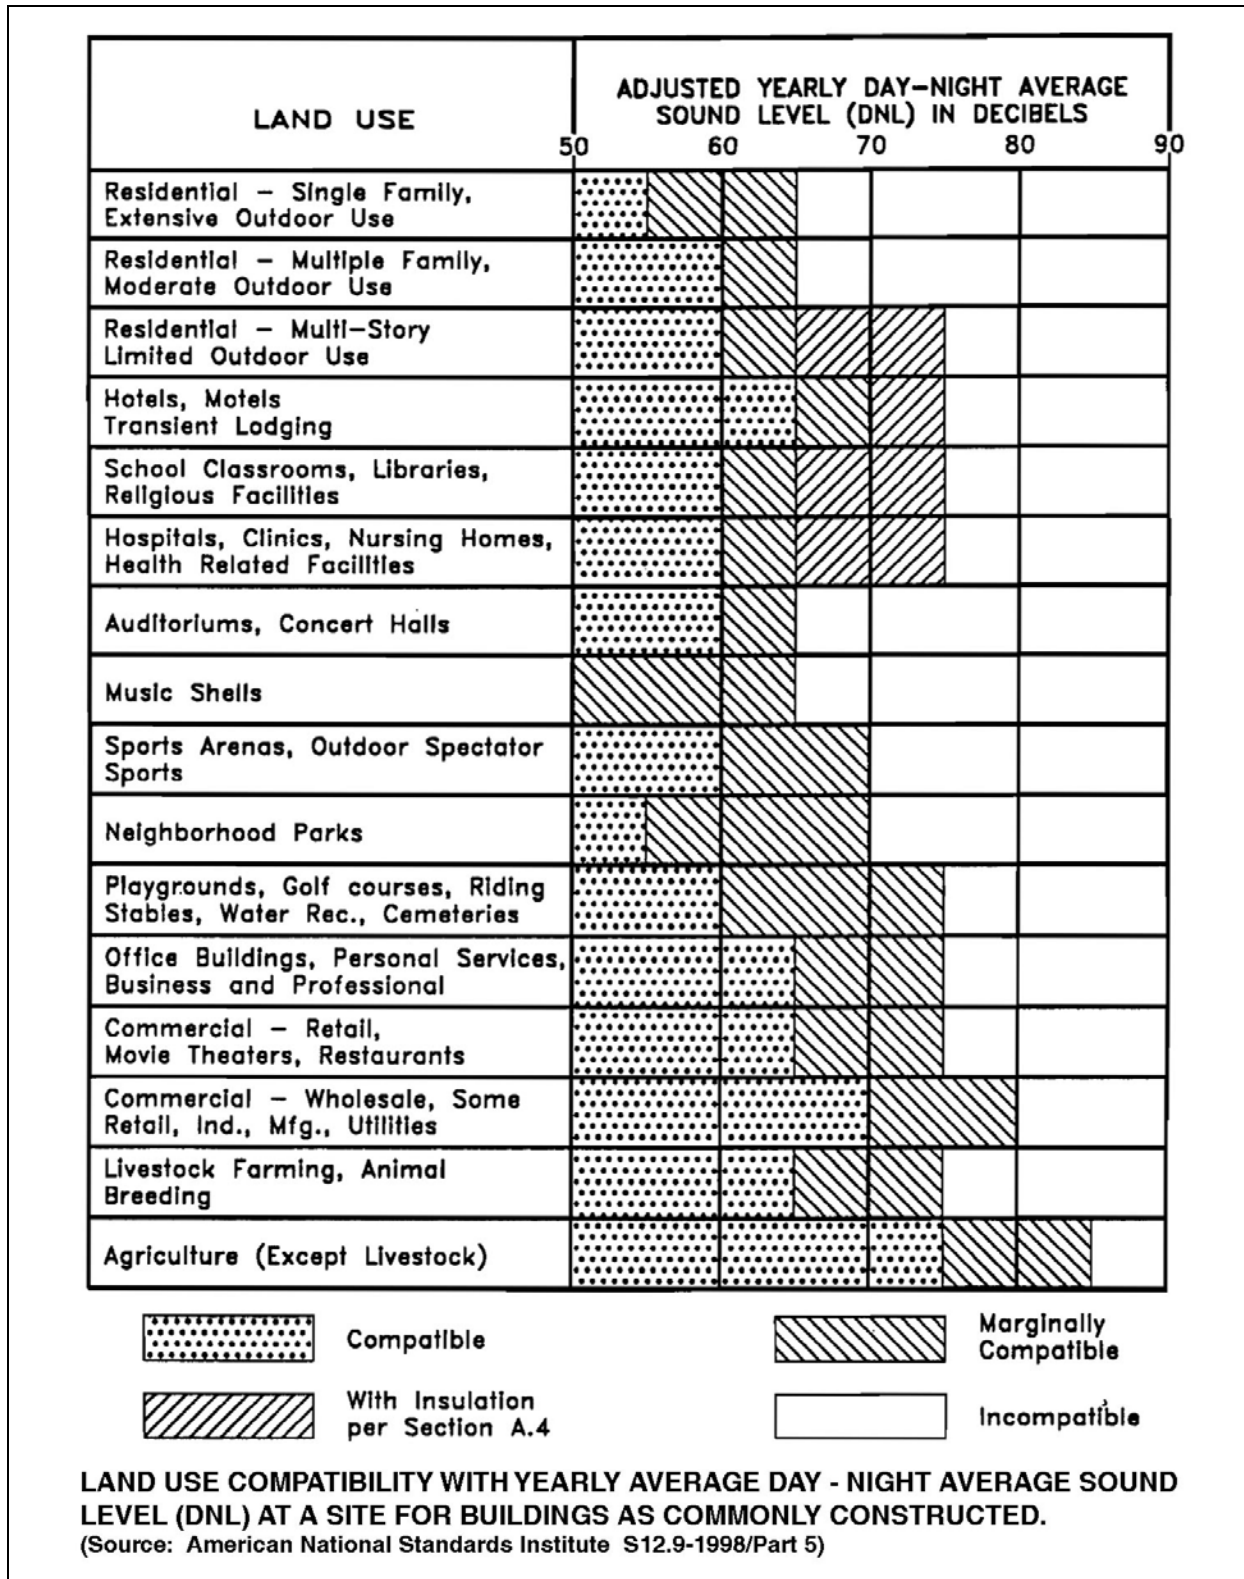 LAND USE
ADJUSTED YEARLY DAY-NIGHT AVERAGE
SOUND LEVEL (DNL) IN DECIBELS
50 60 70 80 90
Residential - Single Family,
Extensive Outdoor Use
Residential - Multiple Family,
Moderate Outdoor Use
Residential - Multi-Story
Limited Outdoor Use
Hotels, Motels
Transient Lodging
School Classrooms, Libraries,
Religious Facilities
Hospitals, Clinics, Nursing Homes,
Health Related Facilities
Auditoriums, Concert Halls
Music Shells
Sports Arenas, Outdoor Spectator
Sports
Neighborhood Parks
Playgrounds, Golf courses, Riding
Stables, Water Rec., Cemeteries
Office Buildings, Personal Services,
Business and Professional
Commercial - Retail,
Movie Theaters, Restaurants
Commercial - Wholesale, Some
Retail, Ind., Mfg., Utilities
Livestock Farming, Animal
Breeding
Agriculture (Except Livestock)
Compatible
Marginally
Compatible
With Insulation
per Section A.4
Incompatible
LAND USE COMPATIBILITY WITH YEARLY AVERAGE DAY - NIGHT AVERAGE SOUND
LEVEL (DNL) AT A SITE FOR BUILDINGS AS COMMONLY CONSTRUCTED.
(Source: American National Standards Institute S12.9-1998/Part 5)